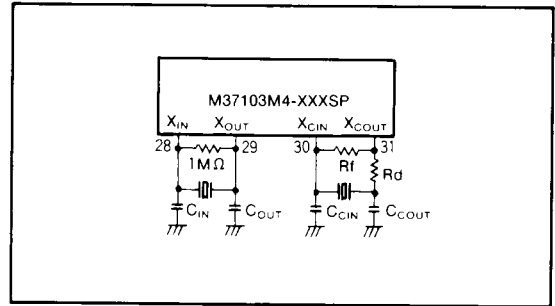 M37103M4-XXXSP
XIN XOUT XCIN XCOUT
28 29 30 31
1MΩ Rf Rd
CIN COUT CCIN CCOUT